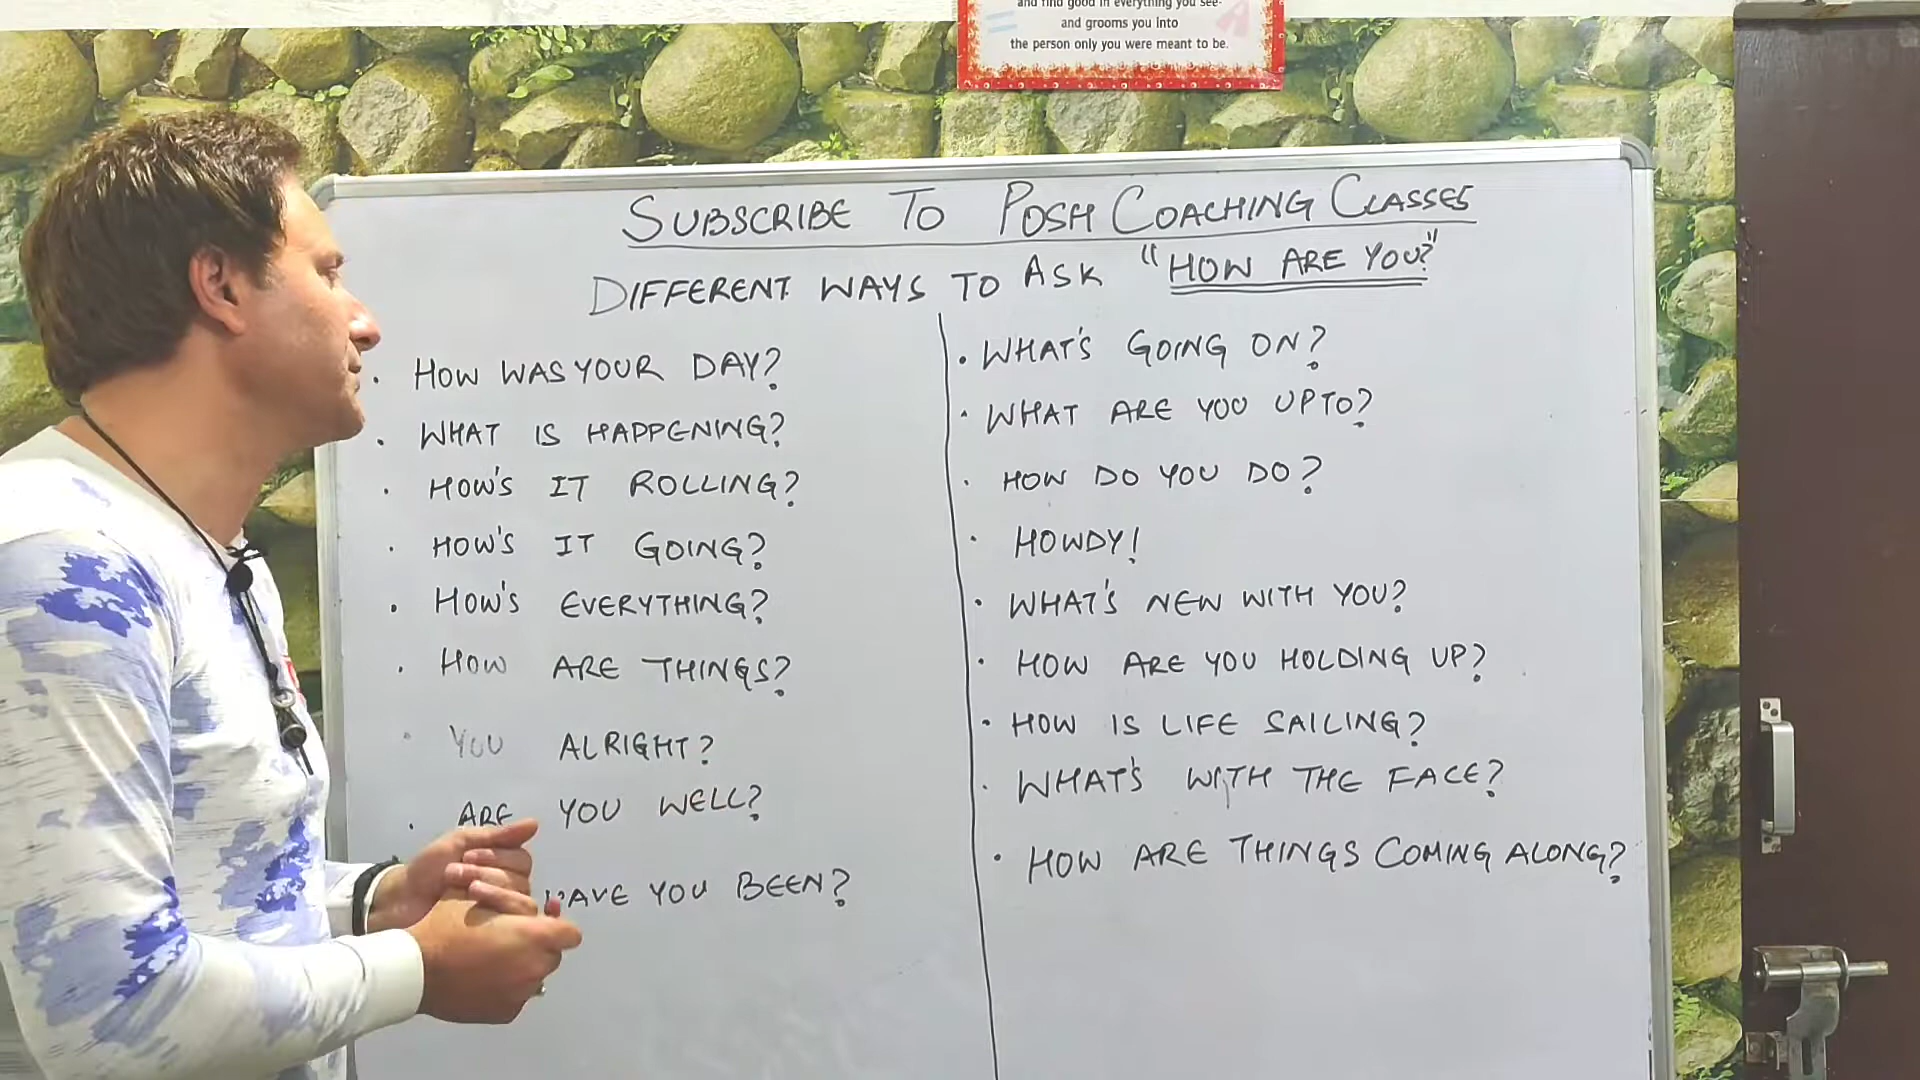 and find good in everything you see-
and grooms you into
the person only you were meant to be.
SUBSCRIBE TO POSH COACHING CLASSES
DIFFERENT WAYS TO ASK "HOW ARE YOU?"
. HOW WAS YOUR DAY?
. WHAT IS HAPPENING?
. HOW'S IT ROLLING?
. HOW'S IT GOING?
. HOW'S EVERYTHING?
. HOW ARE THINGS?
. YOU ALRIGHT?
. ARE YOU WELL?
HAVE YOU BEEN?
. WHAT'S GOING ON?
. WHAT ARE YOU UPTO?
. HOW DO YOU DO?
. HOWDY!
. WHAT'S NEW WITH YOU?
. HOW ARE YOU HOLDING UP?
. HOW IS LIFE SAILING?
. WHAT'S WITH THE FACE?
. HOW ARE THINGS COMING ALONG?